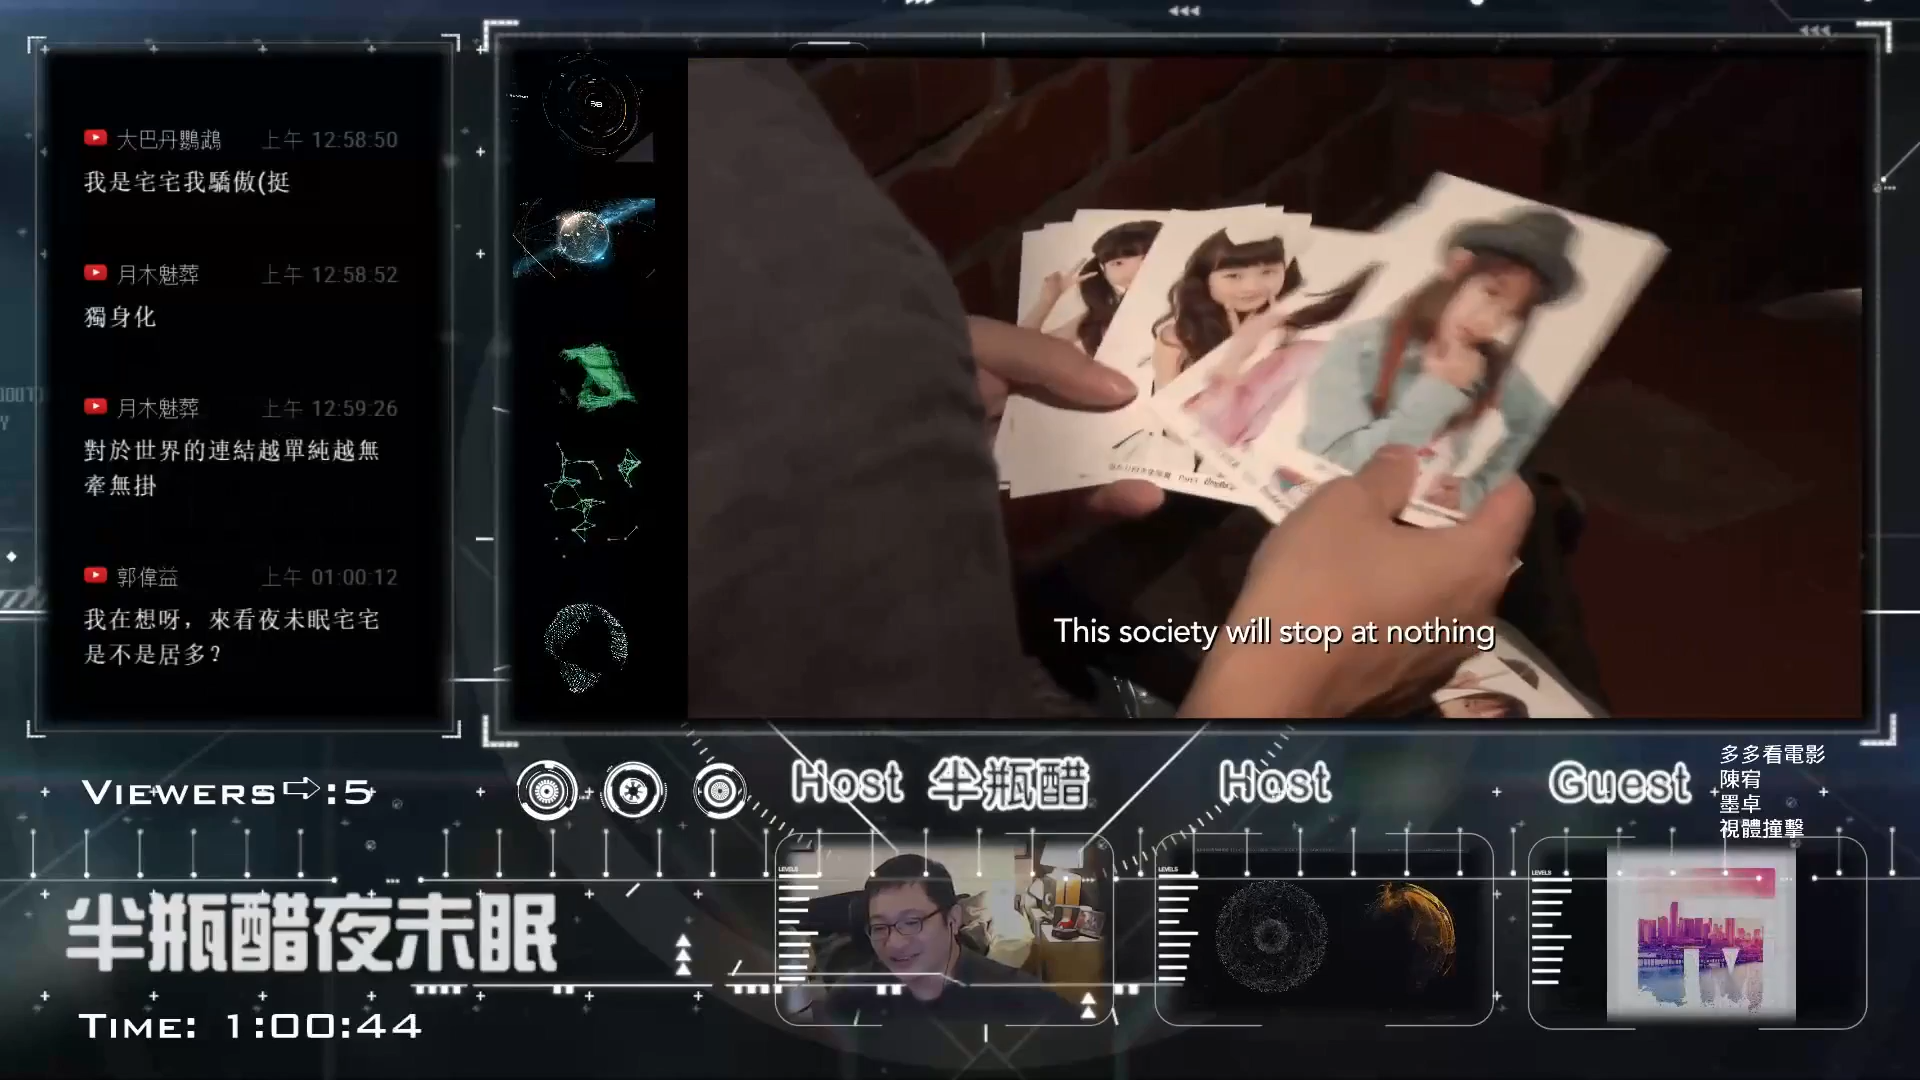 大巴丹鸚鵡 上午 12:58:50
我是宅宅我驕傲(挺
月木魅葬 上午 12:58:52
獨身化
月木魅葬 上午 12:59:26
對於世界的連結越單純越無
牽無掛
郭偉益 上午 01:00:12
我在想呀，來看夜未眠宅宅
是不是居多？
This society will stop at nothing
VIEWERS➪:5
Host 半瓶醋
Host
Guest
多多看電影
陳宥
墨卓
視體撞擊
LEVELS
LEVELS
LEVELS
半瓶醋夜未眠
TIME: 1:00:44